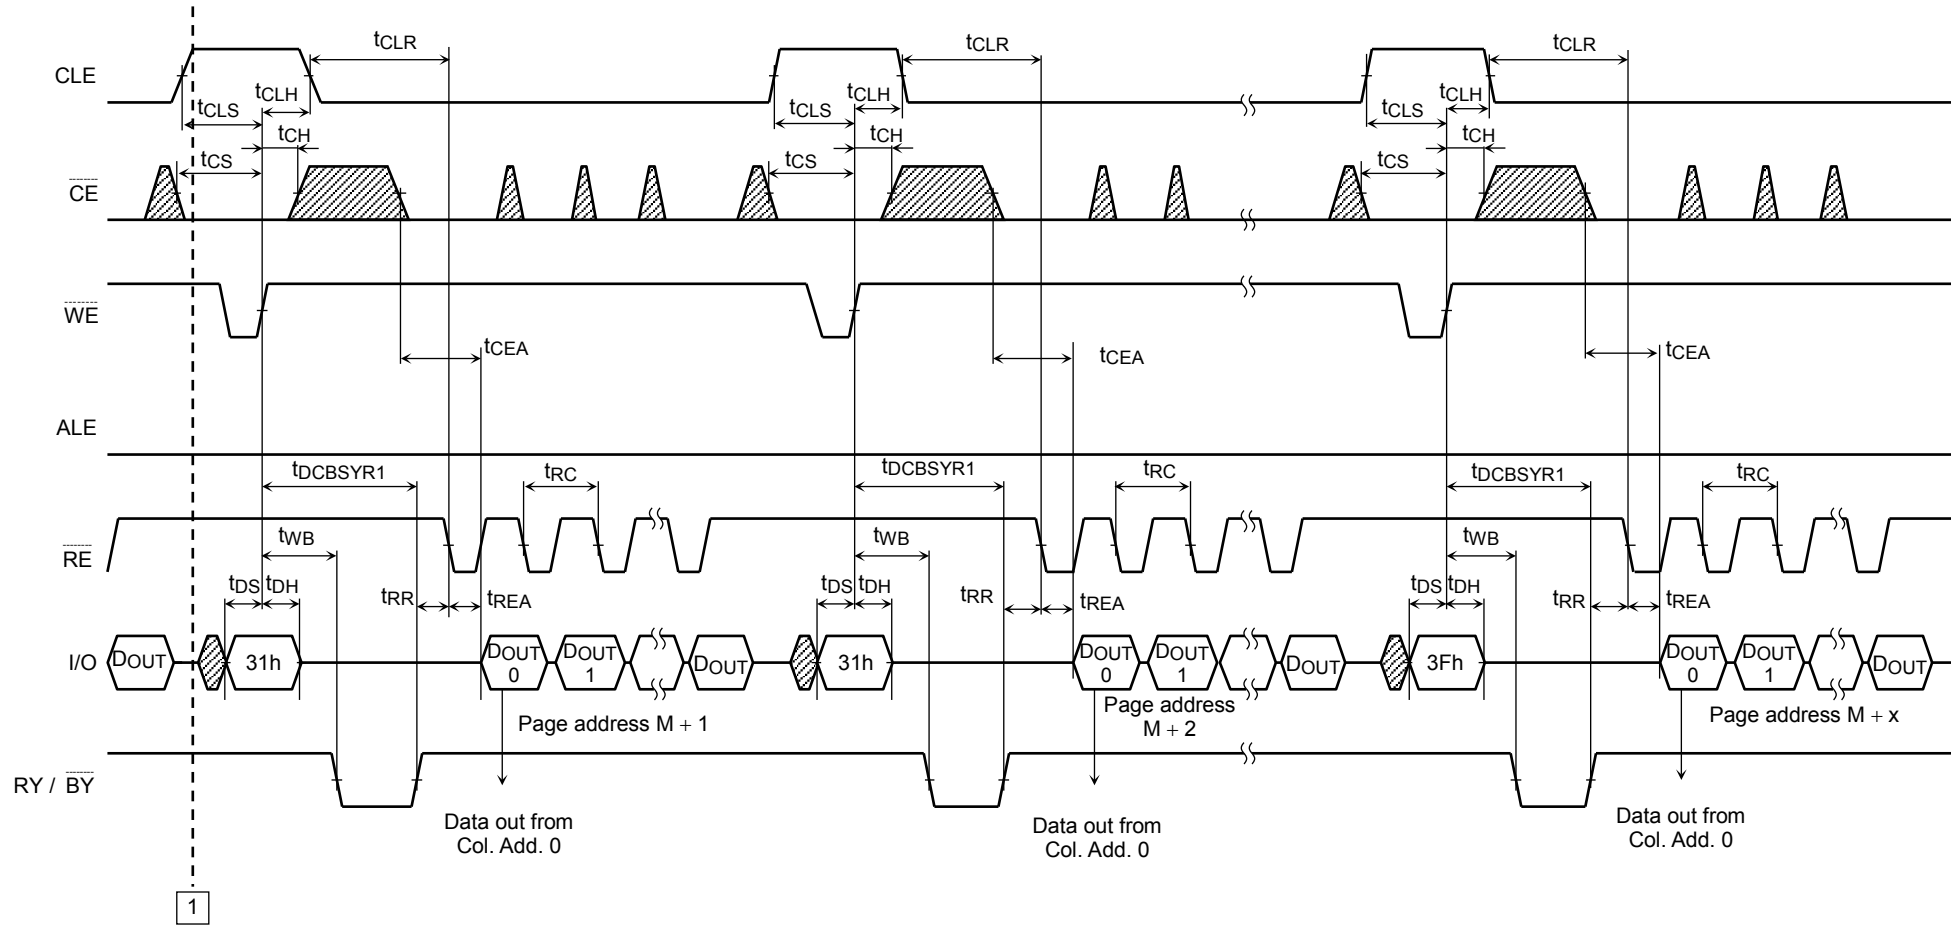 tCLR tCLR tCLR
CLE
tCLH tCLH tCLH
tCLS tCLS tCLS
tCH tCH tCH
tCS tCS tCS
CE
WE
tCEA tCEA tCEA
ALE
tDCBSYR1 tRC tDCBSYR1 tRC tDCBSYR1 tRC
tWB tWB tWB
RE
tDS tDH tDS tDH tDS tDH
tRR tREA tRR tREA tRR tREA
I/O DOUT 31h DOUT 0 DOUT 1 DOUT 31h DOUT 0 DOUT 1 DOUT 3Fh DOUT 0 DOUT 1 DOUT
Page address M + 1
Page address
M + 2
Page address M + x
RY / BY
Data out from
Col. Add. 0
Data out from
Col. Add. 0
Data out from
Col. Add. 0
1